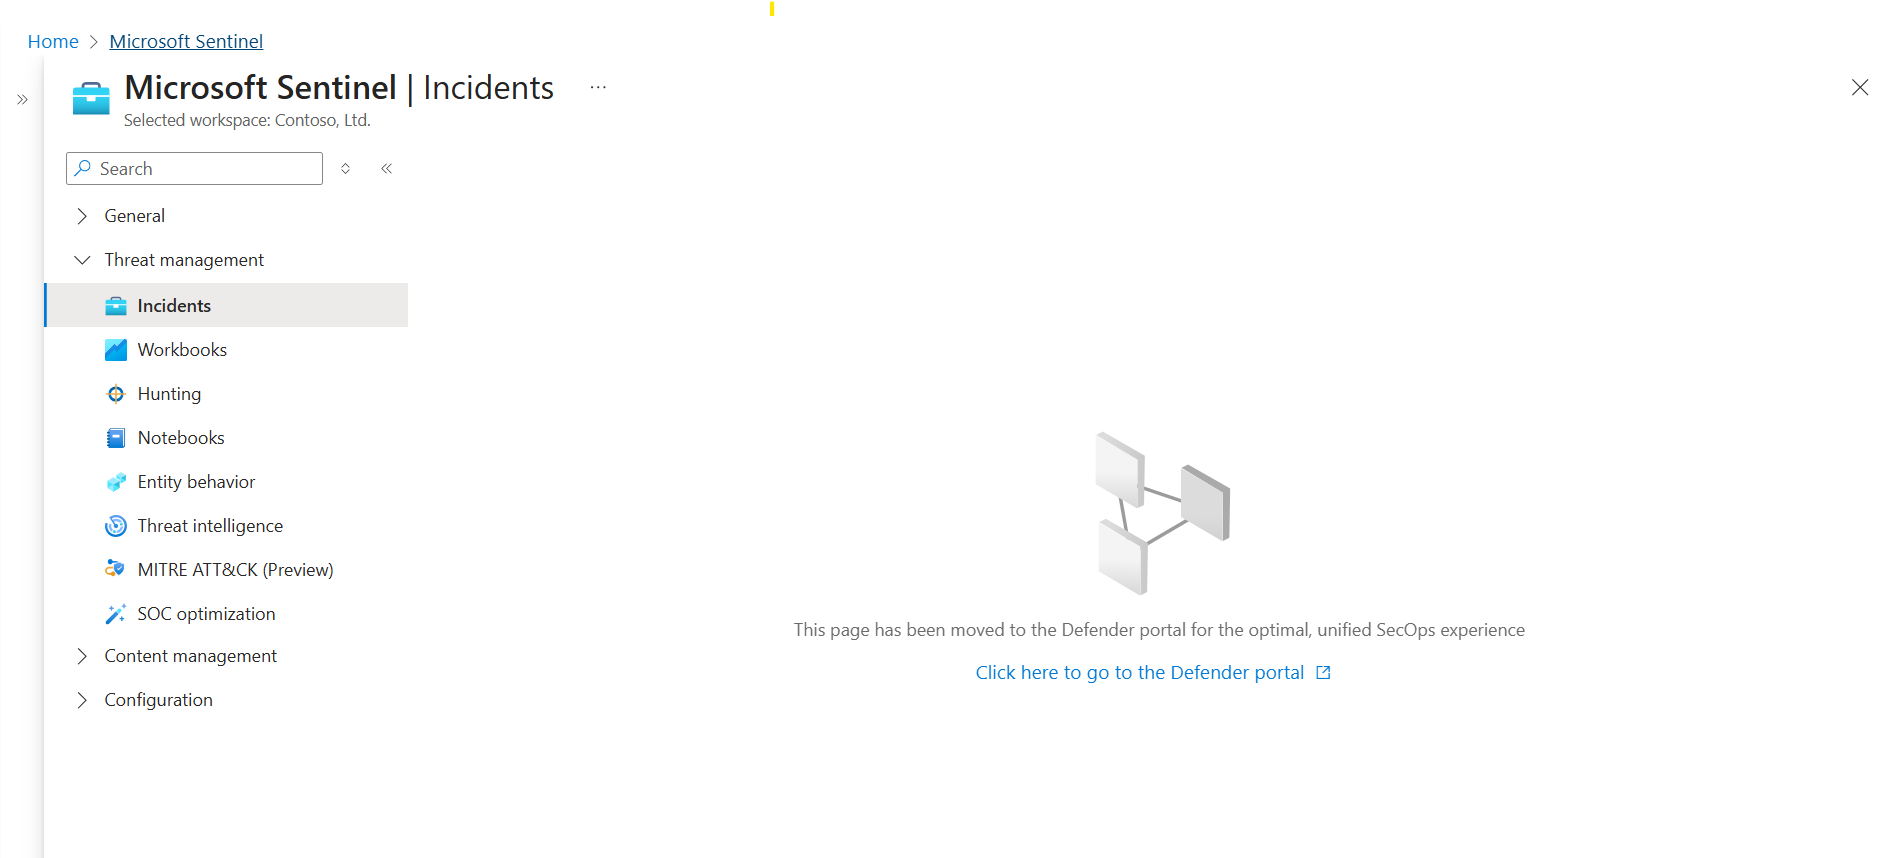 Home > Microsoft Sentinel
Microsoft Sentinel | Incidents ...
Selected workspace: Contoso, Ltd.
Search
General
Threat management
Incidents
Workbooks
Hunting
Notebooks
Entity behavior
Threat intelligence
MITRE ATT&CK (Preview)
SOC optimization
Content management
Configuration
This page has been moved to the Defender portal for the optimal, unified SecOps experience
Click here to go to the Defender portal